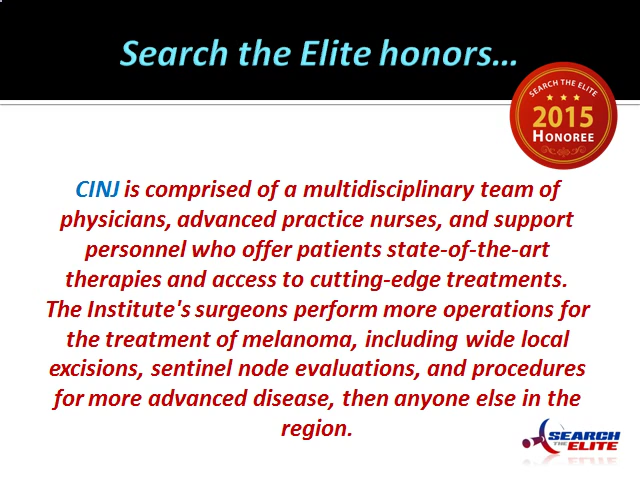 Search the Elite honors...
SEARCH THE ELITE
2015
HONOREE
CINJ is comprised of a multidisciplinary team of
physicians, advanced practice nurses, and support
personnel who offer patients state-of-the-art
therapies and access to cutting-edge treatments.
The Institute's surgeons perform more operations for
the treatment of melanoma, including wide local
excisions, sentinel node evaluations, and procedures
for more advanced disease, then anyone else in the
region.
SEARCH
THE ELITE